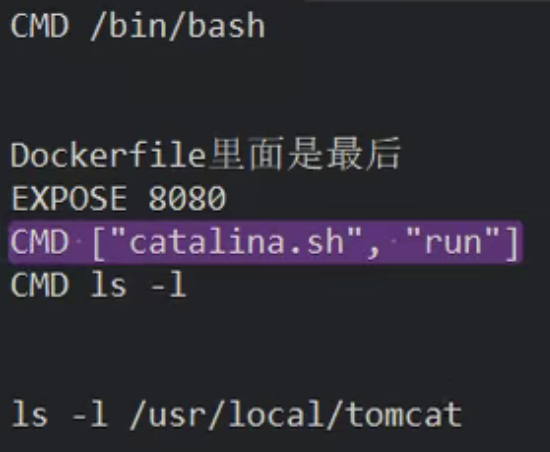 CMD /bin/bash
Dockerfile里面是最后
EXPOSE 8080
CMD ["catalina.sh", "run"]
CMD ls -l
ls -l /usr/local/tomcat